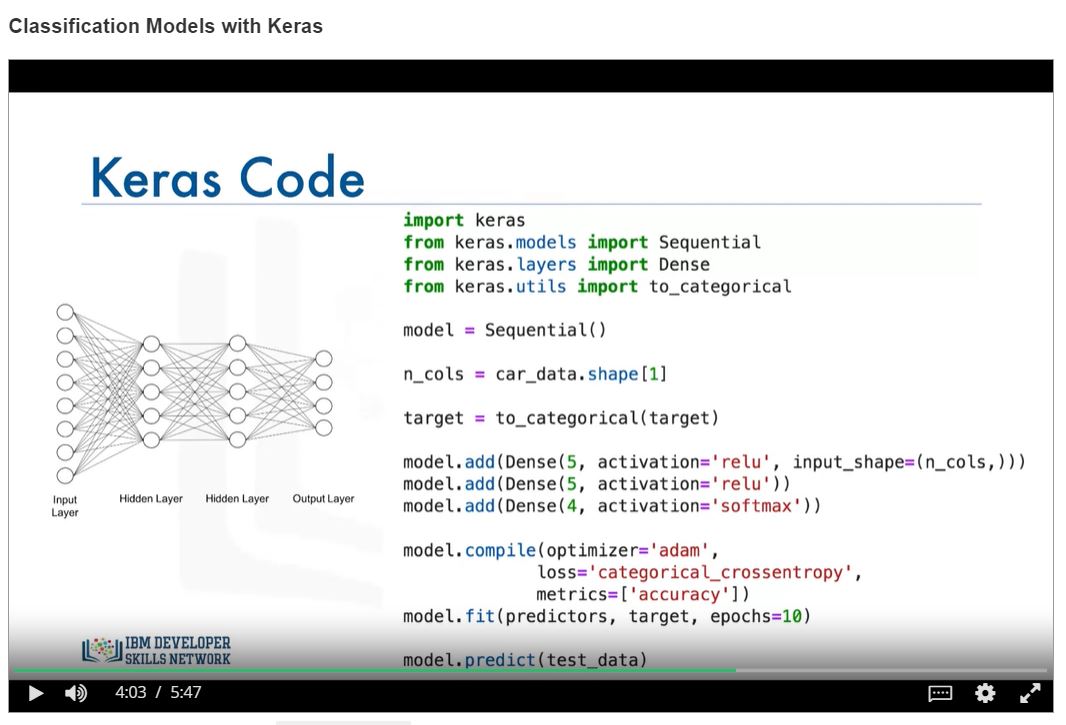 Classification Models with Keras
Keras Code
import keras
from keras.models import Sequential
from keras.layers import Dense
from keras.utils import to_categorical
model = Sequential()
n_cols = car_data.shape[1]
target = to_categorical(target)
model.add(Dense(5, activation='relu', input_shape=(n_cols,)))
model.add(Dense(5, activation='relu'))
model.add(Dense(4, activation='softmax'))
model.compile(optimizer='adam',
loss='categorical_crossentropy',
metrics=['accuracy'])
model.fit(predictors, target, epochs=10)
model.predict(test_data)
Input
Layer
Hidden Layer
Hidden Layer
Output Layer
IBM DEVELOPER
SKILLS NETWORK
4:03 / 5:47